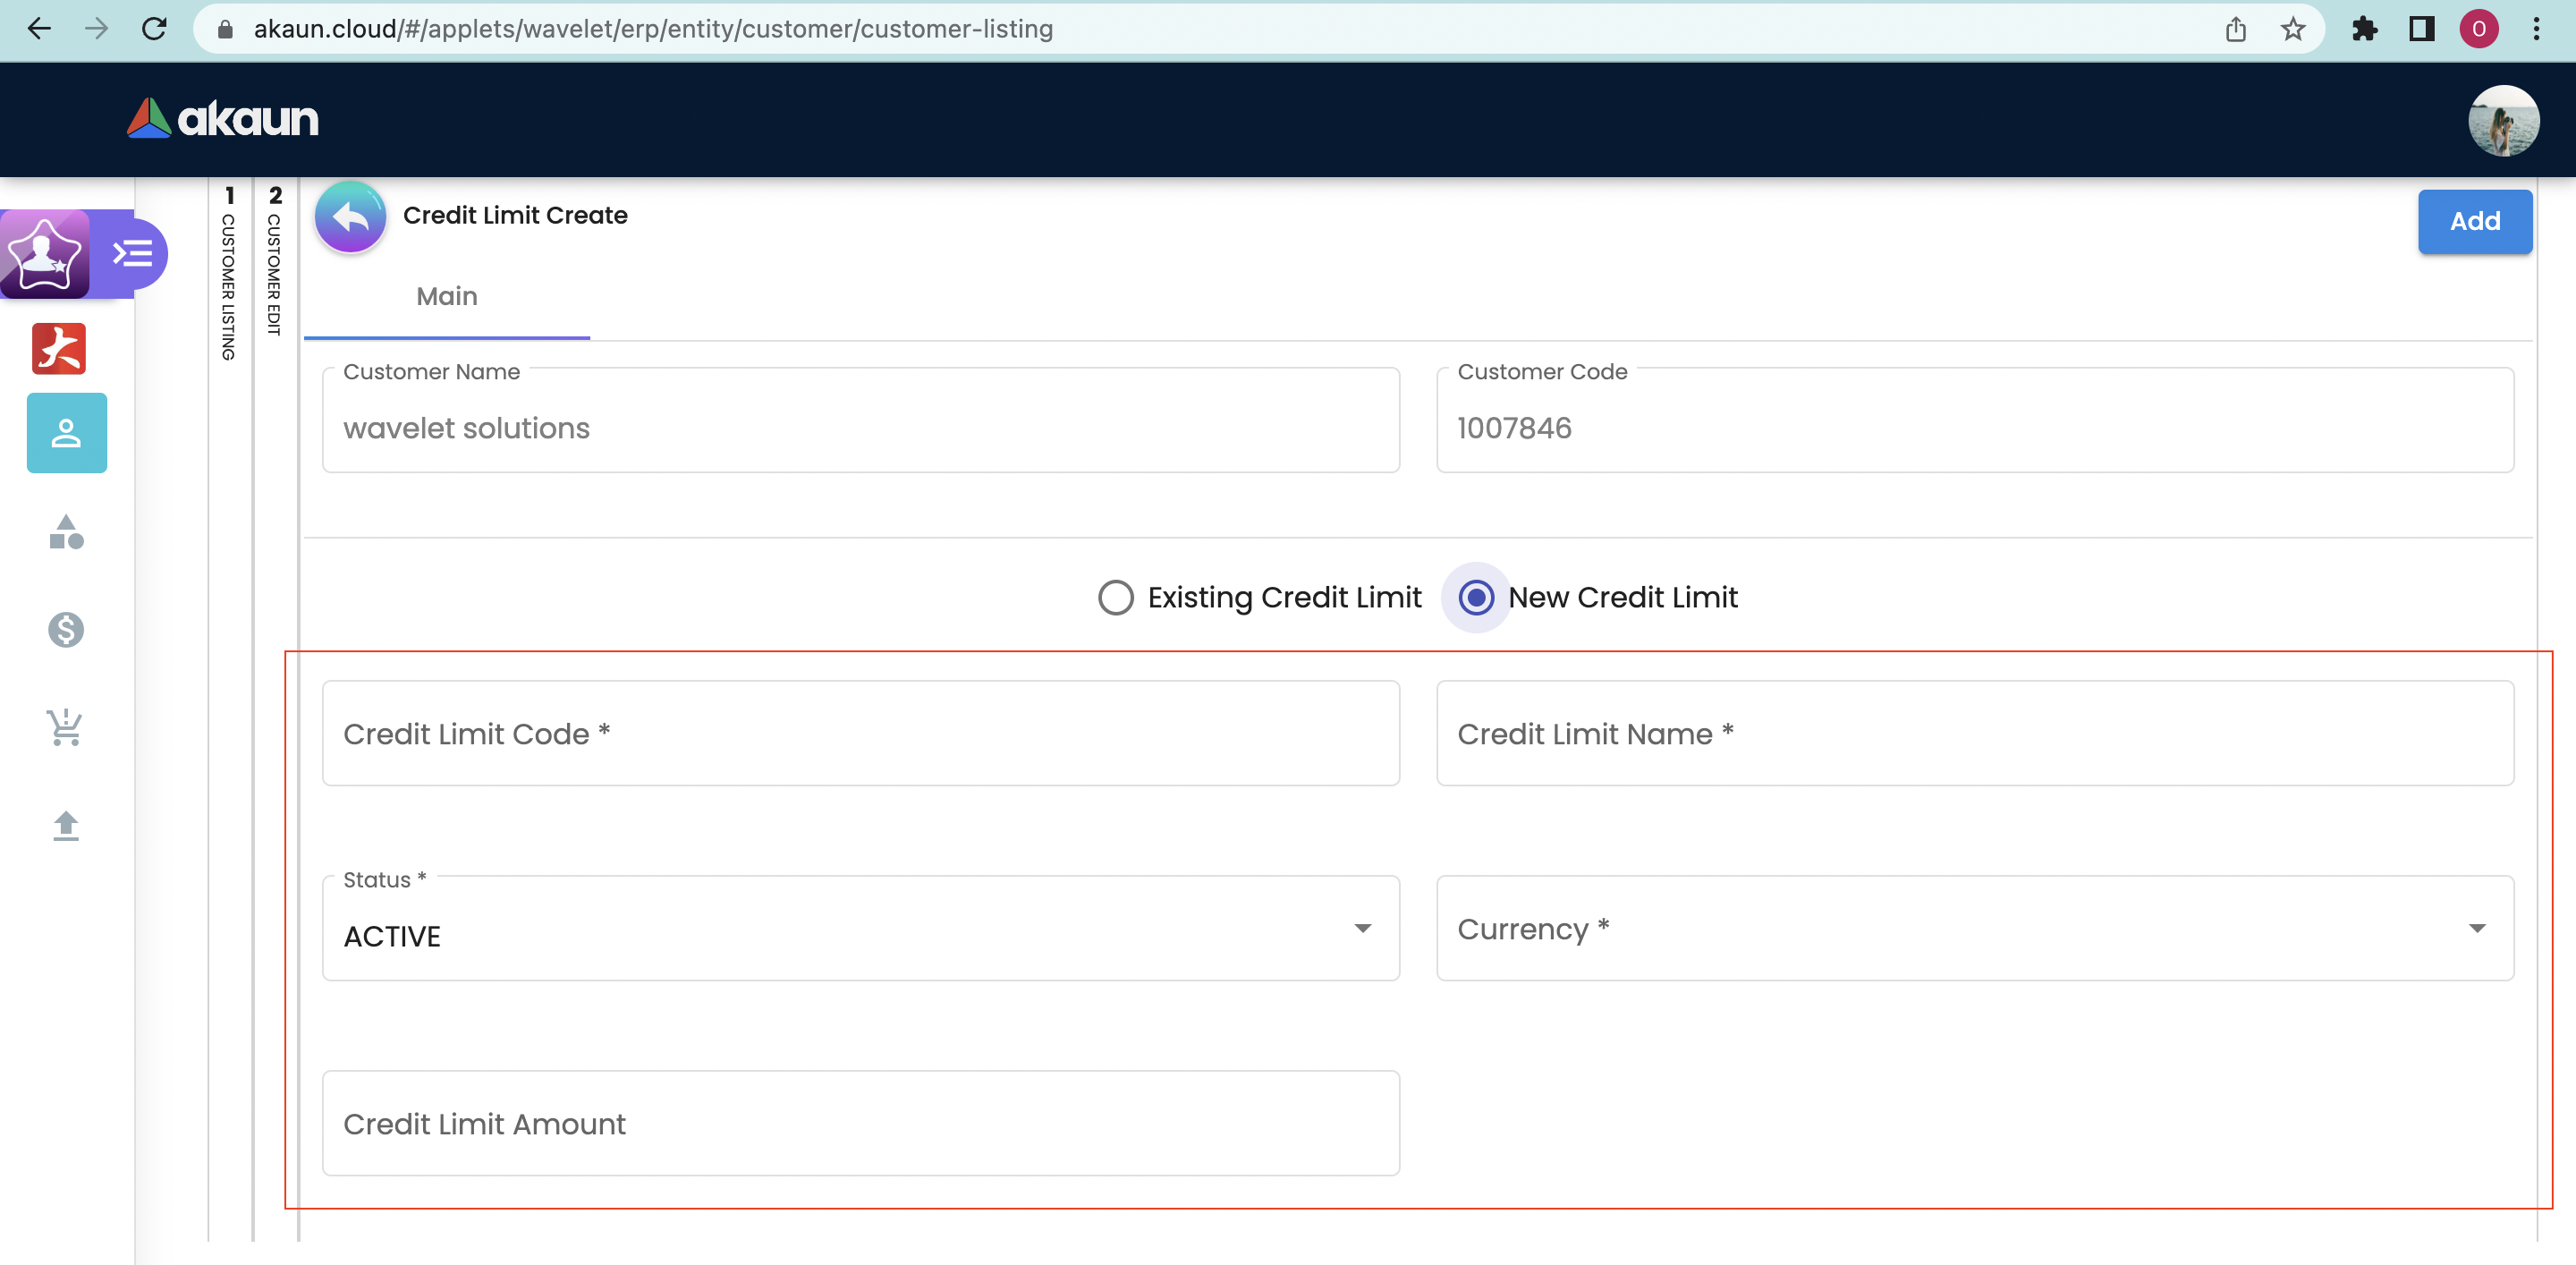 akaun.cloud/#/applets/wavelet/erp/entity/customer/customer-listing
O
akaun
1
CUSTOMER LISTING
2
CUSTOMER EDIT
Credit Limit Create
Add
Main
Customer Name
wavelet solutions
Customer Code
1007846
Existing Credit Limit
New Credit Limit
Credit Limit Code *
Credit Limit Name *
Status *
ACTIVE
Currency *
Credit Limit Amount